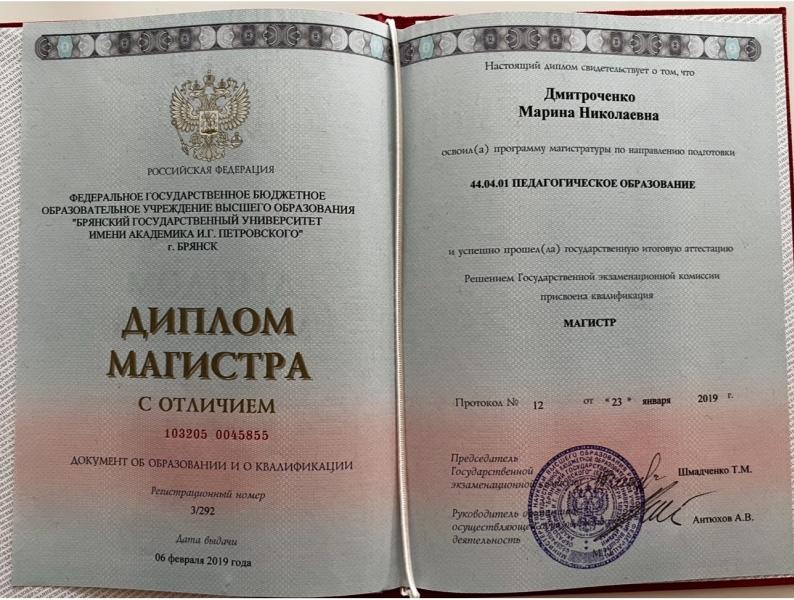 РОССИЙСКАЯ ФЕДЕРАЦИЯ
ФЕДЕРАЛЬНОЕ ГОСУДАРСТВЕННОЕ БЮДЖЕТНОЕ
ОБРАЗОВАТЕЛЬНОЕ УЧРЕЖДЕНИЕ ВЫСШЕГО ОБРАЗОВАНИЯ
"БРЯНСКИЙ ГОСУДАРСТВЕННЫЙ УНИВЕРСИТЕТ
ИМЕНИ АКАДЕМИКА И.Г. ПЕТРОВСКОГО"
г. БРЯНСК
ДИПЛОМ
МАГИСТРА
С ОТЛИЧИЕМ
103205 0045855
ДОКУМЕНТ ОБ ОБРАЗОВАНИИ И О КВАЛИФИКАЦИИ
Регистрационный номер
3/292
Дата выдачи
06 февраля 2019 года
Настоящий диплом свидетельствует о том, что
Дмитроченко
Марина Николаевна
освоил(а) программу магистратуры по направлению подготовки
44.04.01 ПЕДАГОГИЧЕСКОЕ ОБРАЗОВАНИЕ
и успешно прошел(ла) государственную итоговую аттестацию
Решением Государственной экзаменационной комиссии
присвоена квалификация
МАГИСТР
Протокол № 12 от «23» января 2019 г.
Председатель
Государственной
экзаменационной
Шмадченко Т.М.
Руководитель
осуществляющей
деятельность
Антюхов А.В.